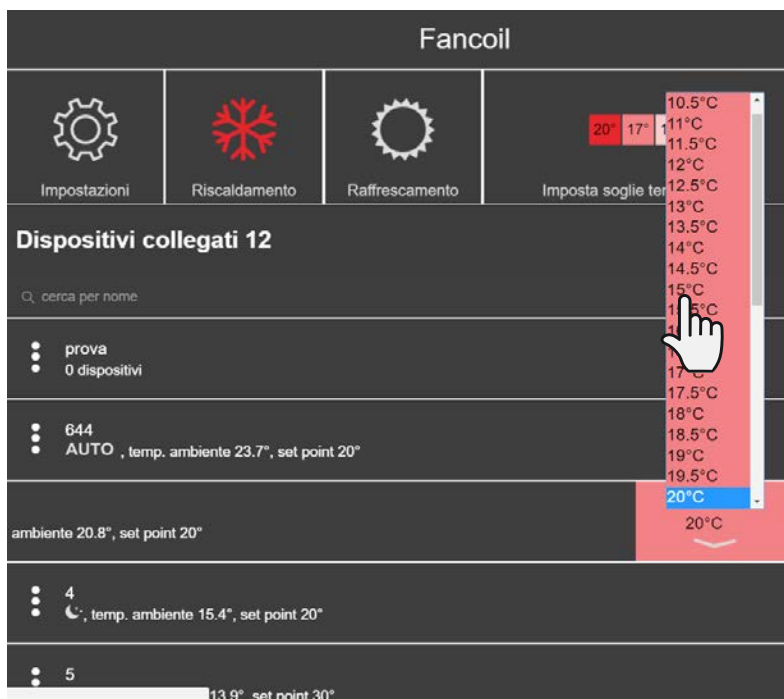 Fancoil
Impostazioni
Riscaldamento
Raffrescamento
20° 17° 1
Imposta soglie ter
10.5°C
11°C
11.5°C
12°C
12.5°C
13°C
13.5°C
14°C
14.5°C
15°C
17°C
17.5°C
18°C
18.5°C
19°C
19.5°C
20°C
20°C
Dispositivi collegati 12
cerca per nome
prova
0 dispositivi
644
AUTO , temp. ambiente 23.7°, set point 20°
ambiente 20.8°, set point 20°
4
, temp. ambiente 15.4°, set point 20°
5
13.9°, set point 30°